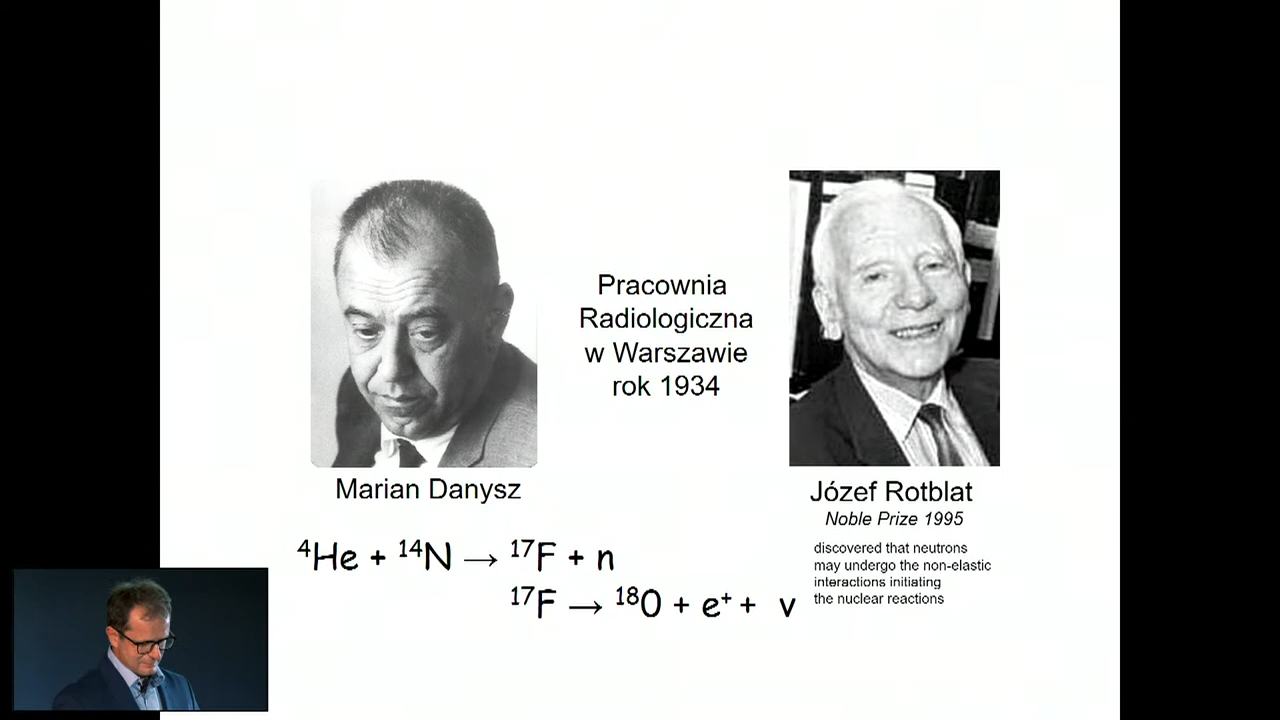 Pracownia
Radiologiczna
w Warszawie
rok 1934
Marian Danysz
Józef Rotblat
Noble Prize 1995
discovered that neutrons
may undergo the non-elastic
interactions initiating
the nuclear reactions
⁴He + ¹⁴N → ¹⁷F + n
¹⁷F → ¹⁸O + e⁺ + ν